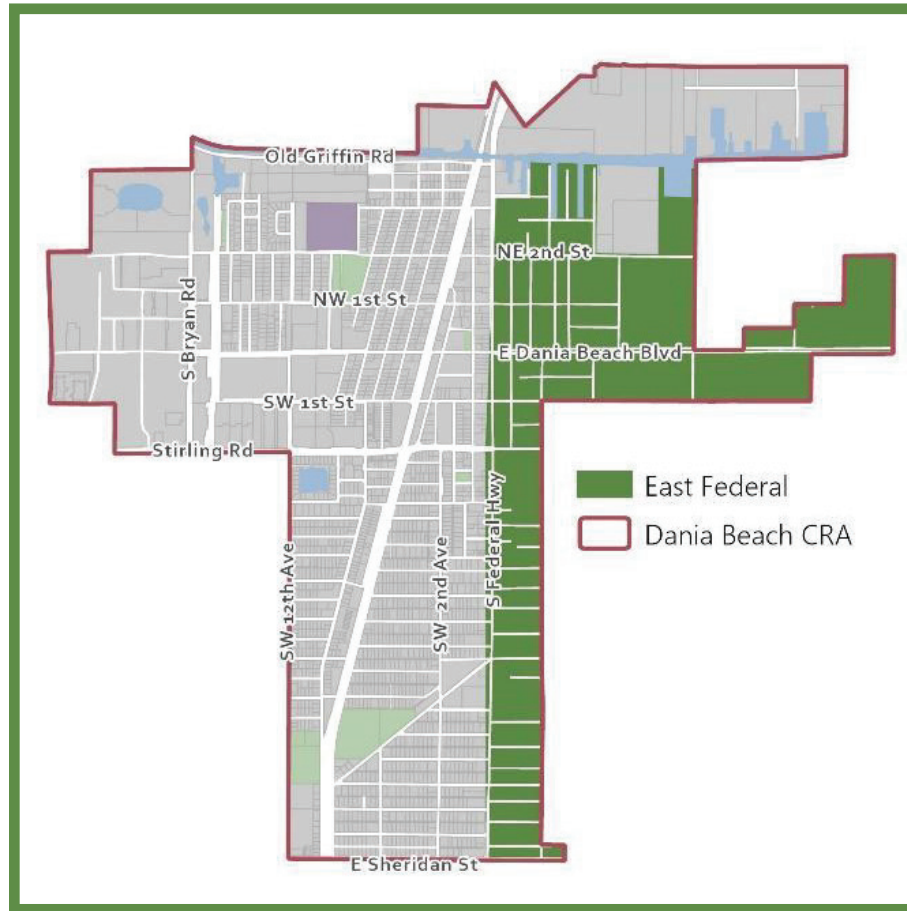 Old Griffin Rd
NE 2nd St
S Bryan Rd
NW 1st St
E Dania Beach Blvd
SW 1st St
Stirling Rd
East Federal
Dania Beach CRA
S Federal Hwy
SW 2nd Ave
SW 12th Ave
E Sheridan St